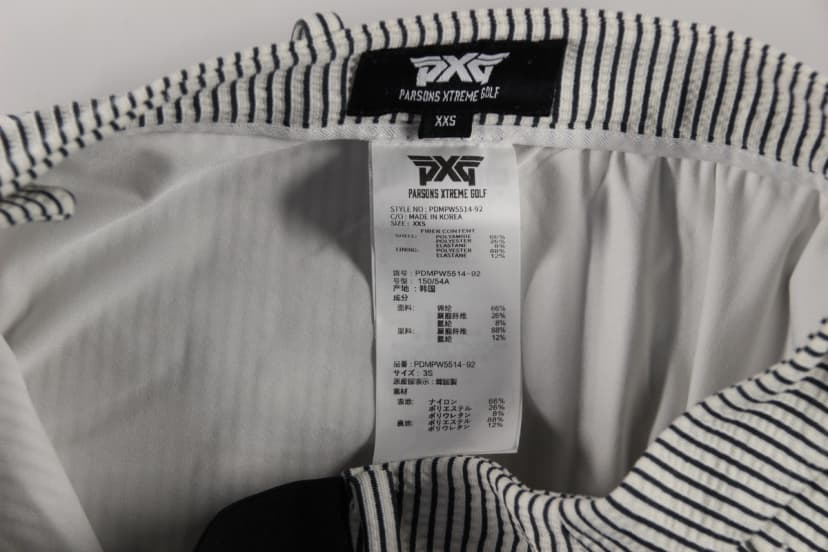 PXG
PARSONS XTREME GOLF
XXS
PXG
PARSONS XTREME GOLF
STYLE NO : PDMPW5514-92
C/O : MADE IN KOREA
SIZE : XXS
FIBER CONTENT
SHELL: POLYAMIDE 66%
POLYESTER 26%
ELASTANE 8%
LINING: POLYESTER 88%
ELASTANE 12%
货号 : PDMPW5514-92
号型 : 150/54A
产地 : 韩国
成分
面料: 锦纶 66%
聚酯纤维 26%
氨纶 8%
里料: 聚酯纤维 88%
氨纶 12%
品番 : PDMPW5514-92
サイズ : 3S
原産国表示 : 韓国製
素材
表地: ナイロン 66%
ポリエステル 26%
ポリウレタン 8%
裏地: ポリエステル 88%
ポリウレタン 12%